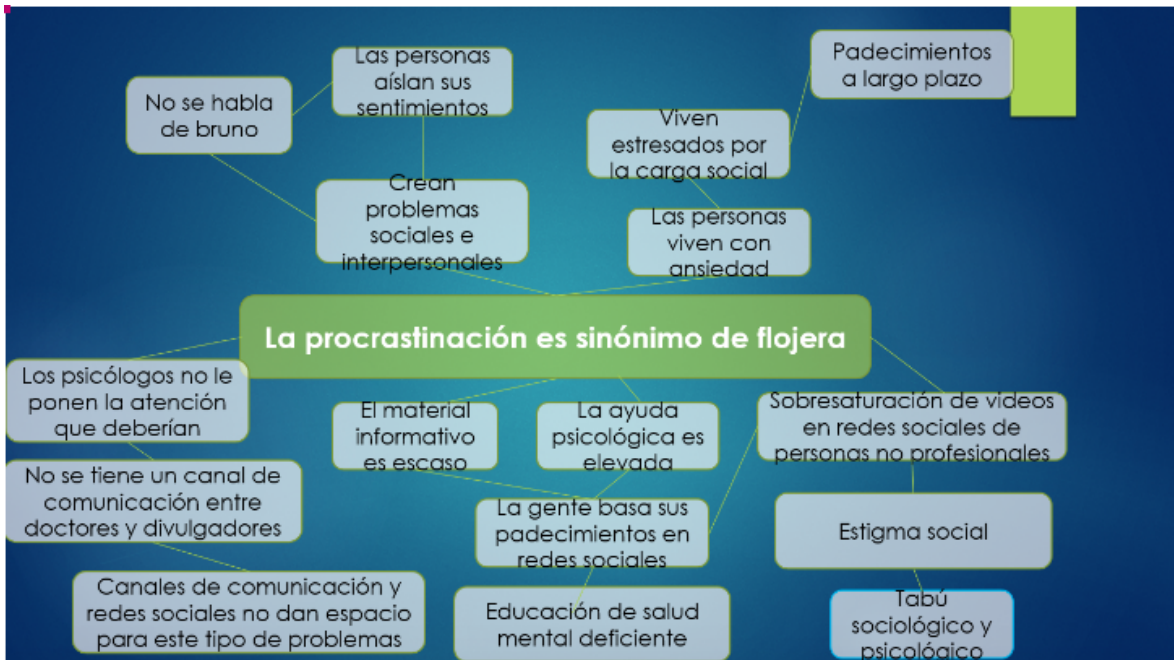 Las personas
aíslan sus
sentimientos
No se habla
de bruno
Crean
problemas
sociales e
interpersonales
Padecimientos
a largo plazo
Viven
estresados por
la carga social
Las personas
viven con
ansiedad
La procrastinación es sinónimo de flojera
Los psicólogos no le
ponen la atención
que deberían
No se tiene un canal de
comunicación entre
doctores y divulgadores
Canales de comunicación y
redes sociales no dan espacio
para este tipo de problemas
El material
informativo
es escaso
La ayuda
psicológica es
elevada
La gente basa sus
padecimientos en
redes sociales
Educación de salud
mental deficiente
Sobresaturación de videos
en redes sociales de
personas no profesionales
Estigma social
Tabú
sociológico y
psicológico